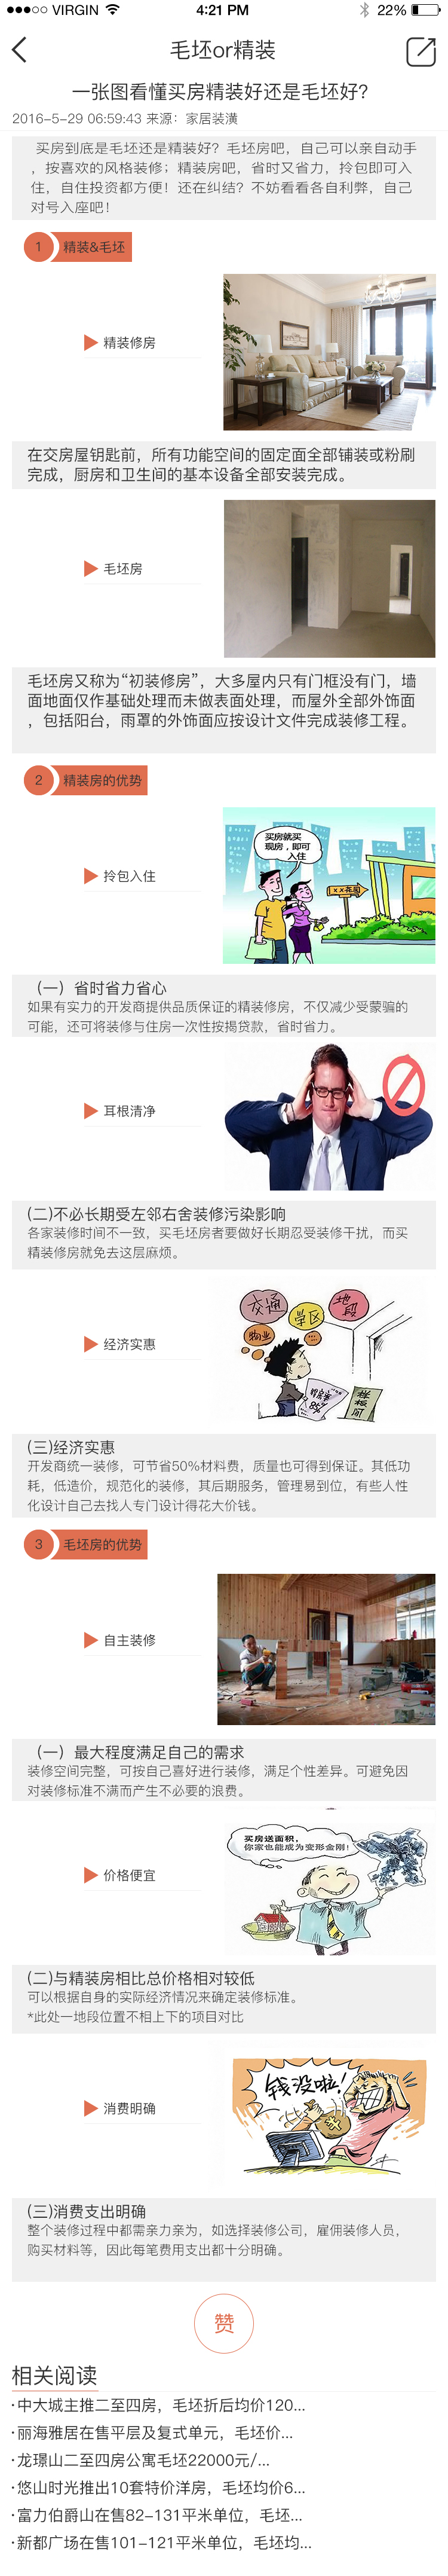 VIRGIN 4:21 PM 22%
毛坯or精装
一张图看懂买房精装好还是毛坯好?
2016-5-29 06:59:43 来源：家居装潢
买房到底是毛坯还是精装好？毛坯房吧，自己可以亲自动手
，按喜欢的风格装修；精装房吧，省时又省力，拎包即可入
住，自住投资都方便！还在纠结？不妨看看各自利弊，自己
对号入座吧！
1 精装&毛坯
精装修房
在交房屋钥匙前，所有功能空间的固定面全部铺装或粉刷
完成，厨房和卫生间的基本设备全部安装完成。
毛坯房
毛坯房又称为“初装修房”，大多屋内只有门框没有门，墙
面地面仅作基础处理而未做表面处理，而屋外全部外饰面
，包括阳台，雨罩的外饰面应按设计文件完成装修工程。
2 精装房的优势
买房就买
现房，即可
入住
XX花园
拎包入住
（一）省时省力省心
如果有实力的开发商提供品质保证的精装修房，不仅减少受蒙骗的
可能，还可将装修与住房一次性按揭贷款，省时省力。
耳根清净
(二)不必长期受左邻右舍装修污染影响
各家装修时间不一致，买毛坯房者要做好长期忍受装修干扰，而买
精装修房就免去这层麻烦。
交通
学区
地段
物业
样板间
经济实惠
(三)经济实惠
开发商统一装修，可节省50%材料费，质量也可得到保证。其低功
耗，低造价，规范化的装修，其后期服务，管理易到位，有些人性
化设计自己去找人专门设计得花大价钱。
3 毛坯房的优势
自主装修
（一）最大程度满足自己的需求
装修空间完整，可按自己喜好进行装修，满足个性差异。可避免因
对装修标准不满而产生不必要的浪费。
买房送面积，
你家也能成为变形金刚！
价格便宜
(二)与精装房相比总价格相对较低
可以根据自身的实际经济情况来确定装修标准。
*此处一地段位置不相上下的项目对比
钱没啦！
消费明确
(三)消费支出明确
整个装修过程中都需亲力亲为，如选择装修公司，雇佣装修人员，
购买材料等，因此每笔费用支出都十分明确。
赞
相关阅读
·中大城主推二至四房，毛坯折后均价120...
·丽海雅居在售平层及复式单元，毛坯价...
·龙璟山二至四房公寓毛坯22000元/...
·悠山时光推出10套特价洋房，毛坯均价6...
·富力伯爵山在售82-131平米单位，毛坯...
·新都广场在售101-121平米单位，毛坯均...